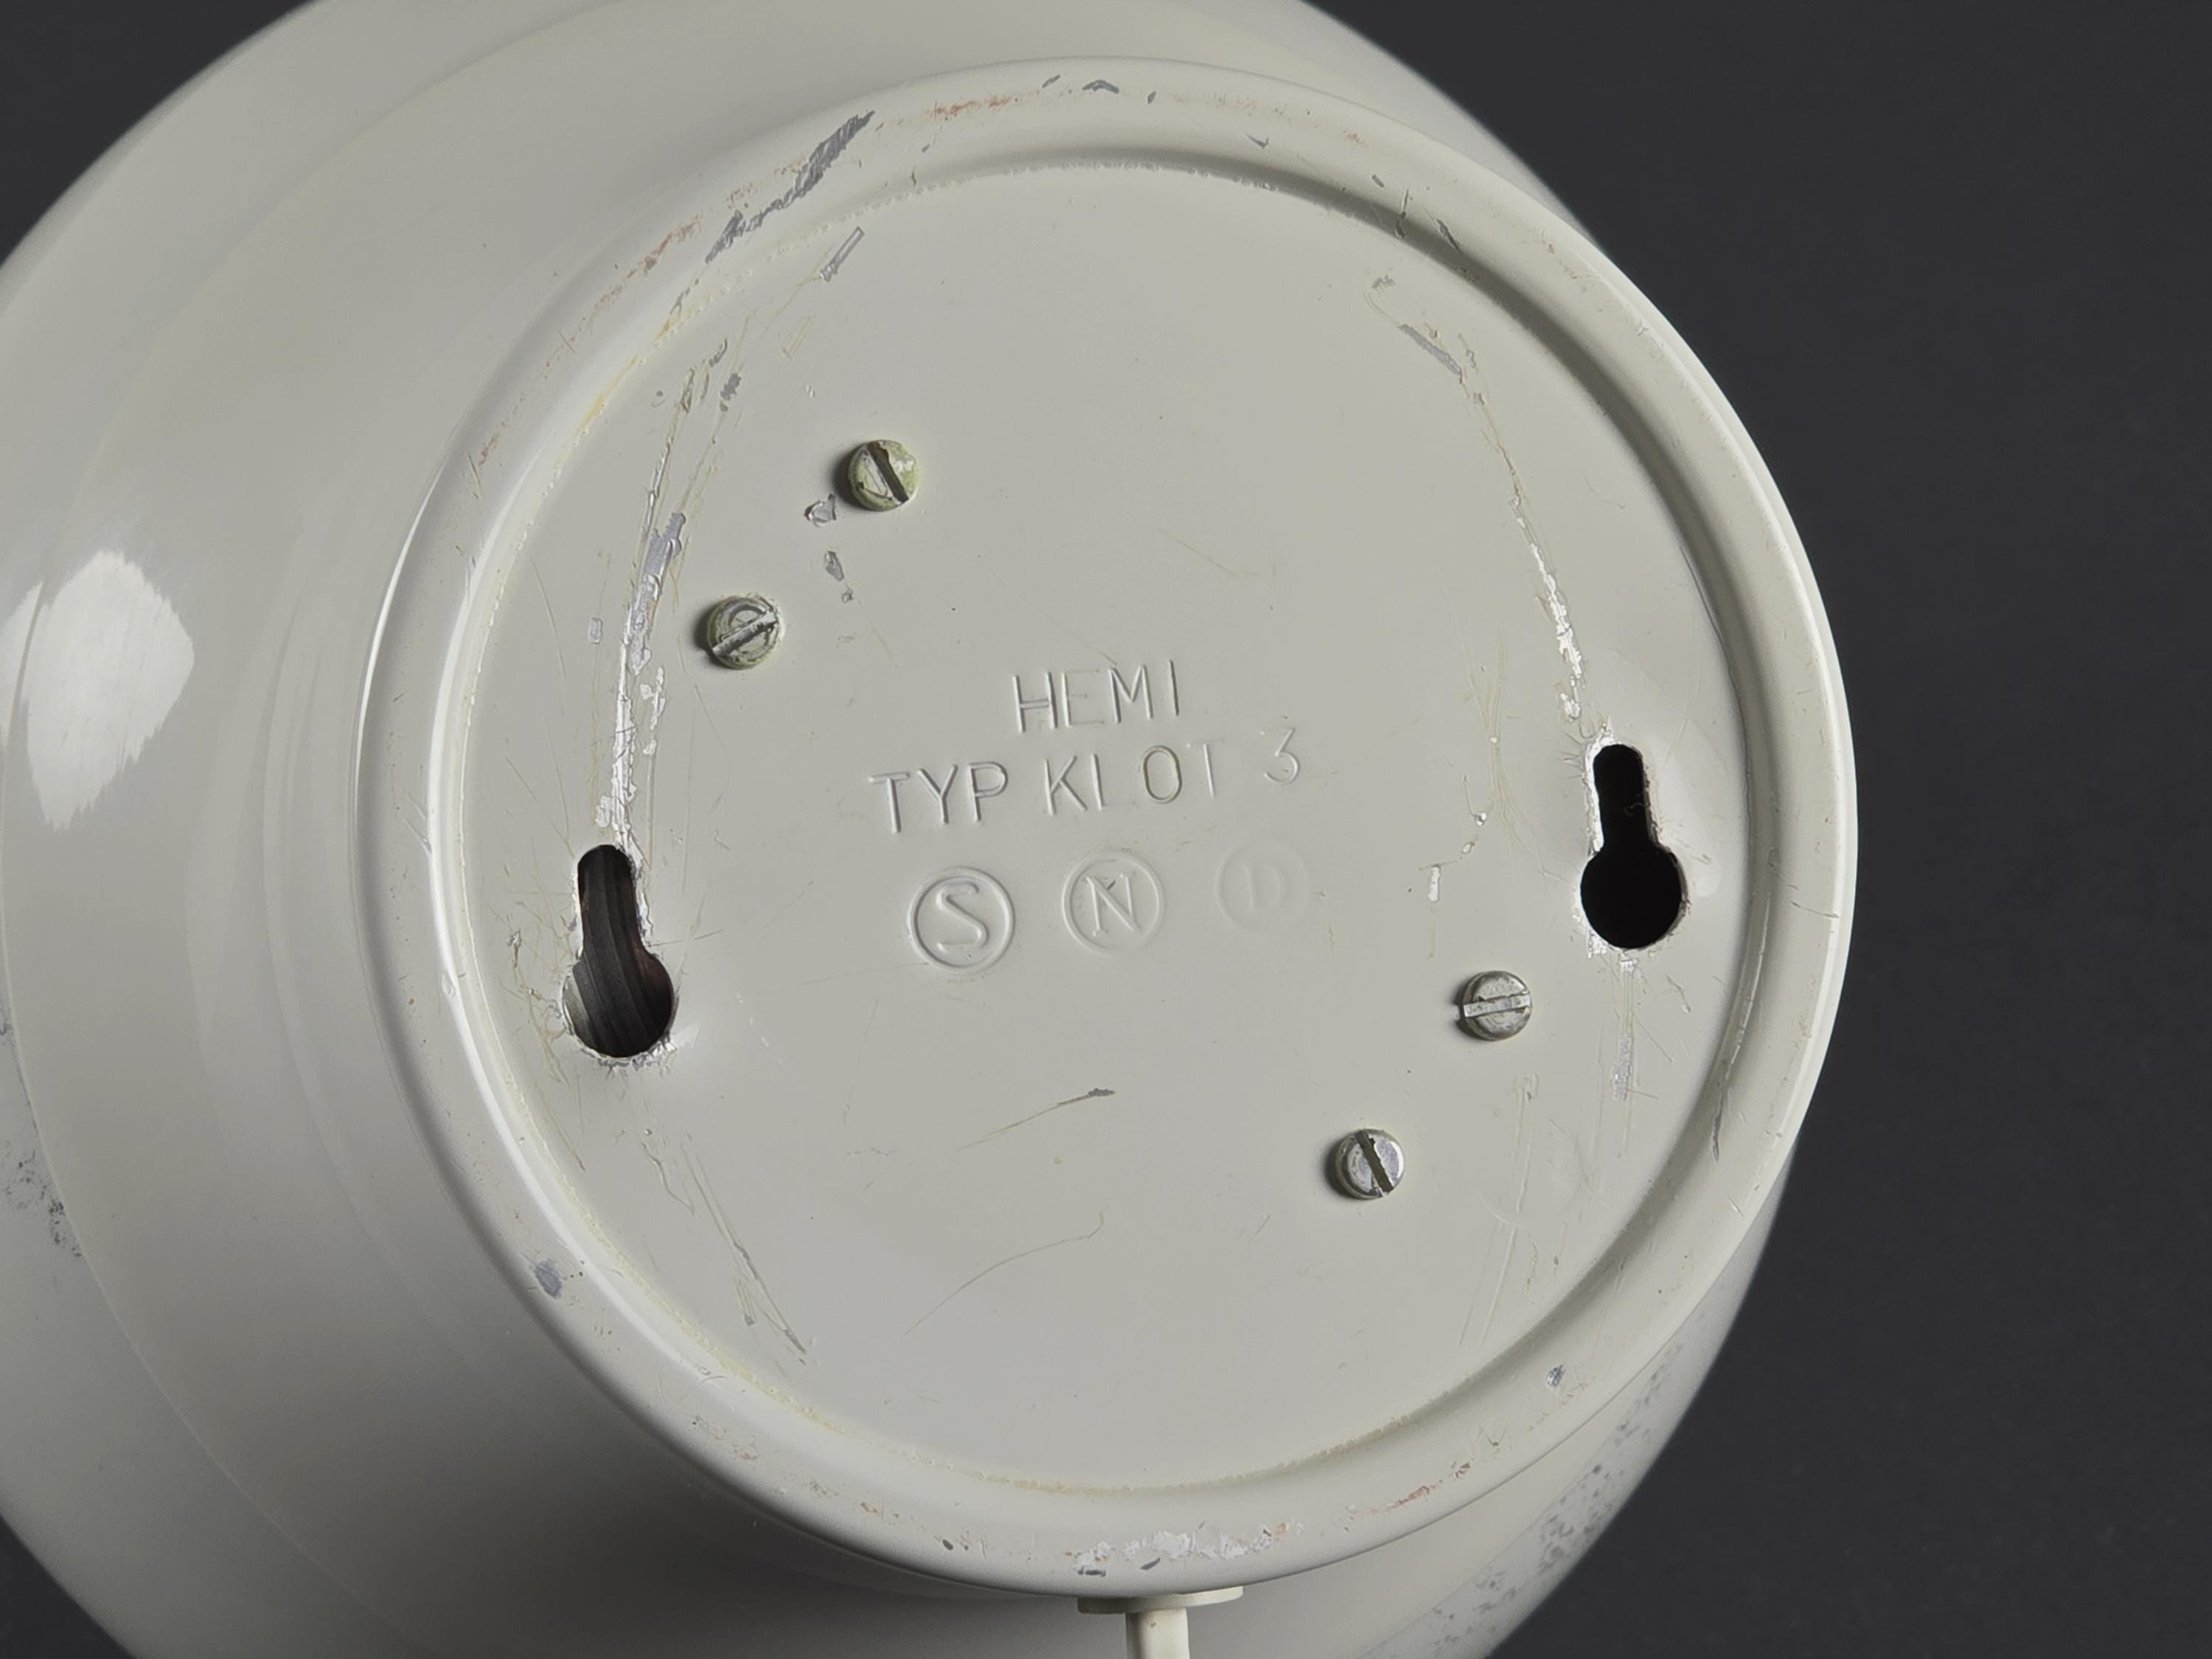 HEMI
TYP KLOT 3
S N D